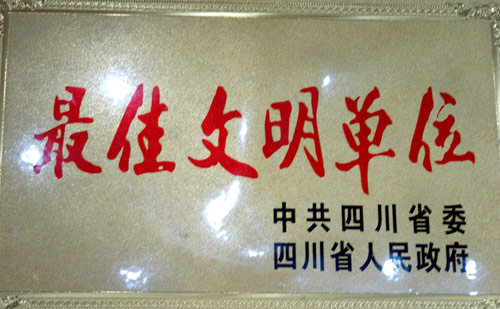 最佳文明单位
中共四川省委
四川省人民政府